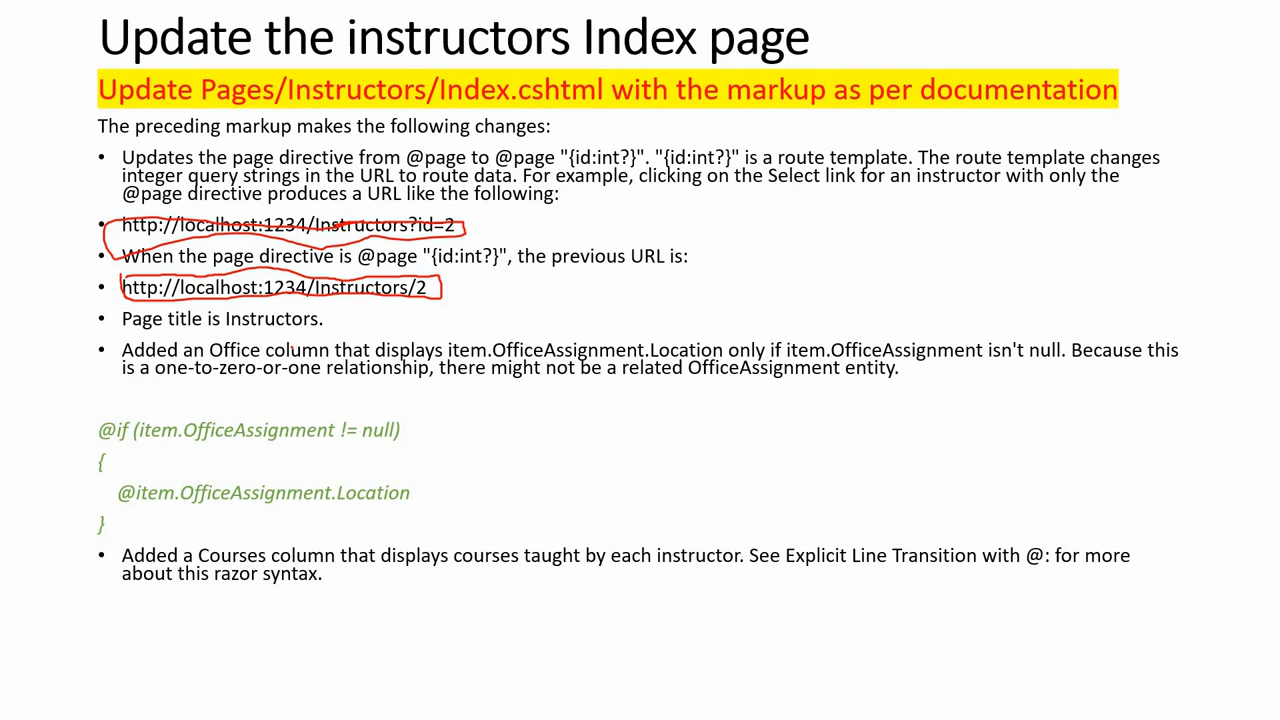 Update the instructors Index page
Update Pages/Instructors/Index.cshtml with the markup as per documentation
The preceding markup makes the following changes:
• Updates the page directive from @page to @page "{id:int?}". "{id:int?}" is a route template. The route template changes
integer query strings in the URL to route data. For example, clicking on the Select link for an instructor with only the
@page directive produces a URL like the following:
• http://localhost:1234/Instructors?id=2
• When the page directive is @page "{id:int?}", the previous URL is:
• http://localhost:1234/Instructors/2
• Page title is Instructors.
• Added an Office column that displays item.OfficeAssignment.Location only if item.OfficeAssignment isn't null. Because this
is a one-to-zero-or-one relationship, there might not be a related OfficeAssignment entity.
@if (item.OfficeAssignment != null)
{
@item.OfficeAssignment.Location
}
• Added a Courses column that displays courses taught by each instructor. See Explicit Line Transition with @: for more
about this razor syntax.